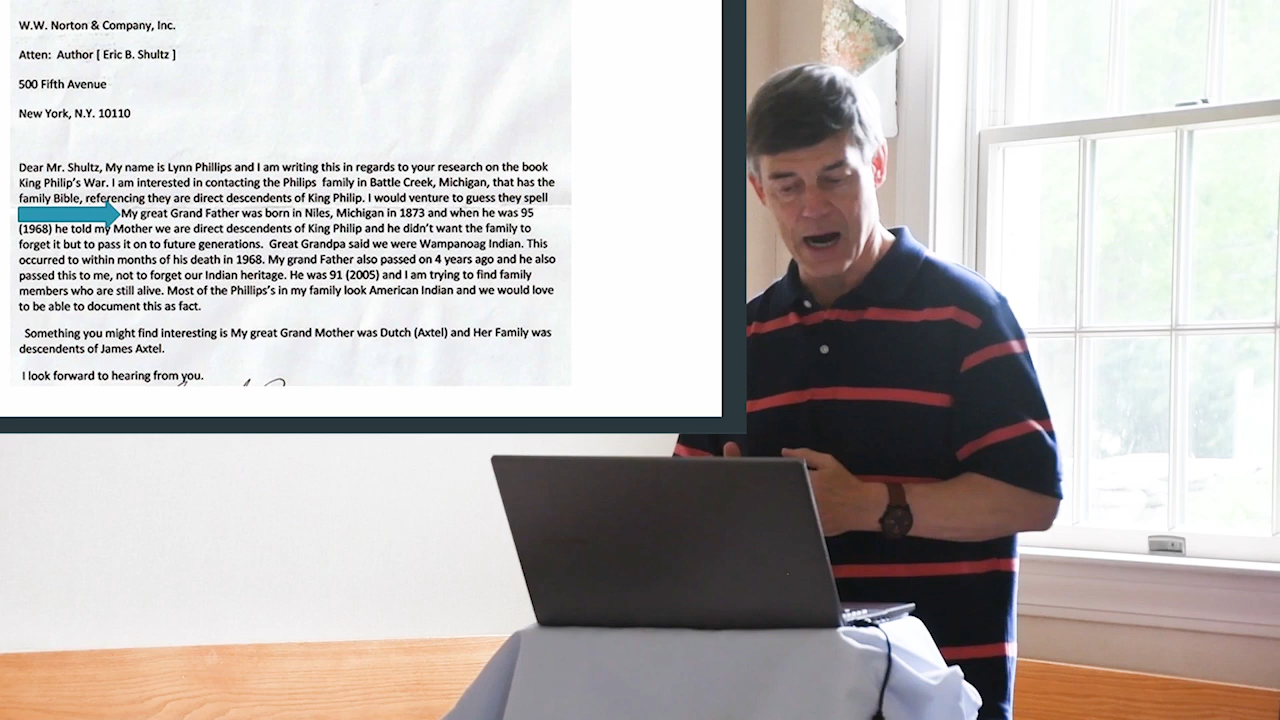 W.W. Norton & Company, Inc.
Atten: Author [ Eric B. Shultz ]
500 Fifth Avenue
New York, N.Y. 10110
Dear Mr. Shultz, My name is Lynn Phillips and I am writing this in regards to your research on the book
King Philip's War. I am interested in contacting the Philips family in Battle Creek, Michigan, that has the
family Bible, referencing they are direct descendents of King Philip. I would venture to guess they spell
My great Grand Father was born in Niles, Michigan in 1873 and when he was 95
(1968) he told my Mother we are direct descendents of King Philip and he didn't want the family to
forget it but to pass it on to future generations. Great Grandpa said we were Wampanoag Indian. This
occurred to within months of his death in 1968. My grand Father also passed on 4 years ago and he also
passed this to me, not to forget our Indian heritage. He was 91 (2005) and I am trying to find family
members who are still alive. Most of the Phillips's in my family look American Indian and we would love
to be able to document this as fact.
Something you might find interesting is My great Grand Mother was Dutch (Axtel) and Her Family was
descendents of James Axtel.
I look forward to hearing from you.